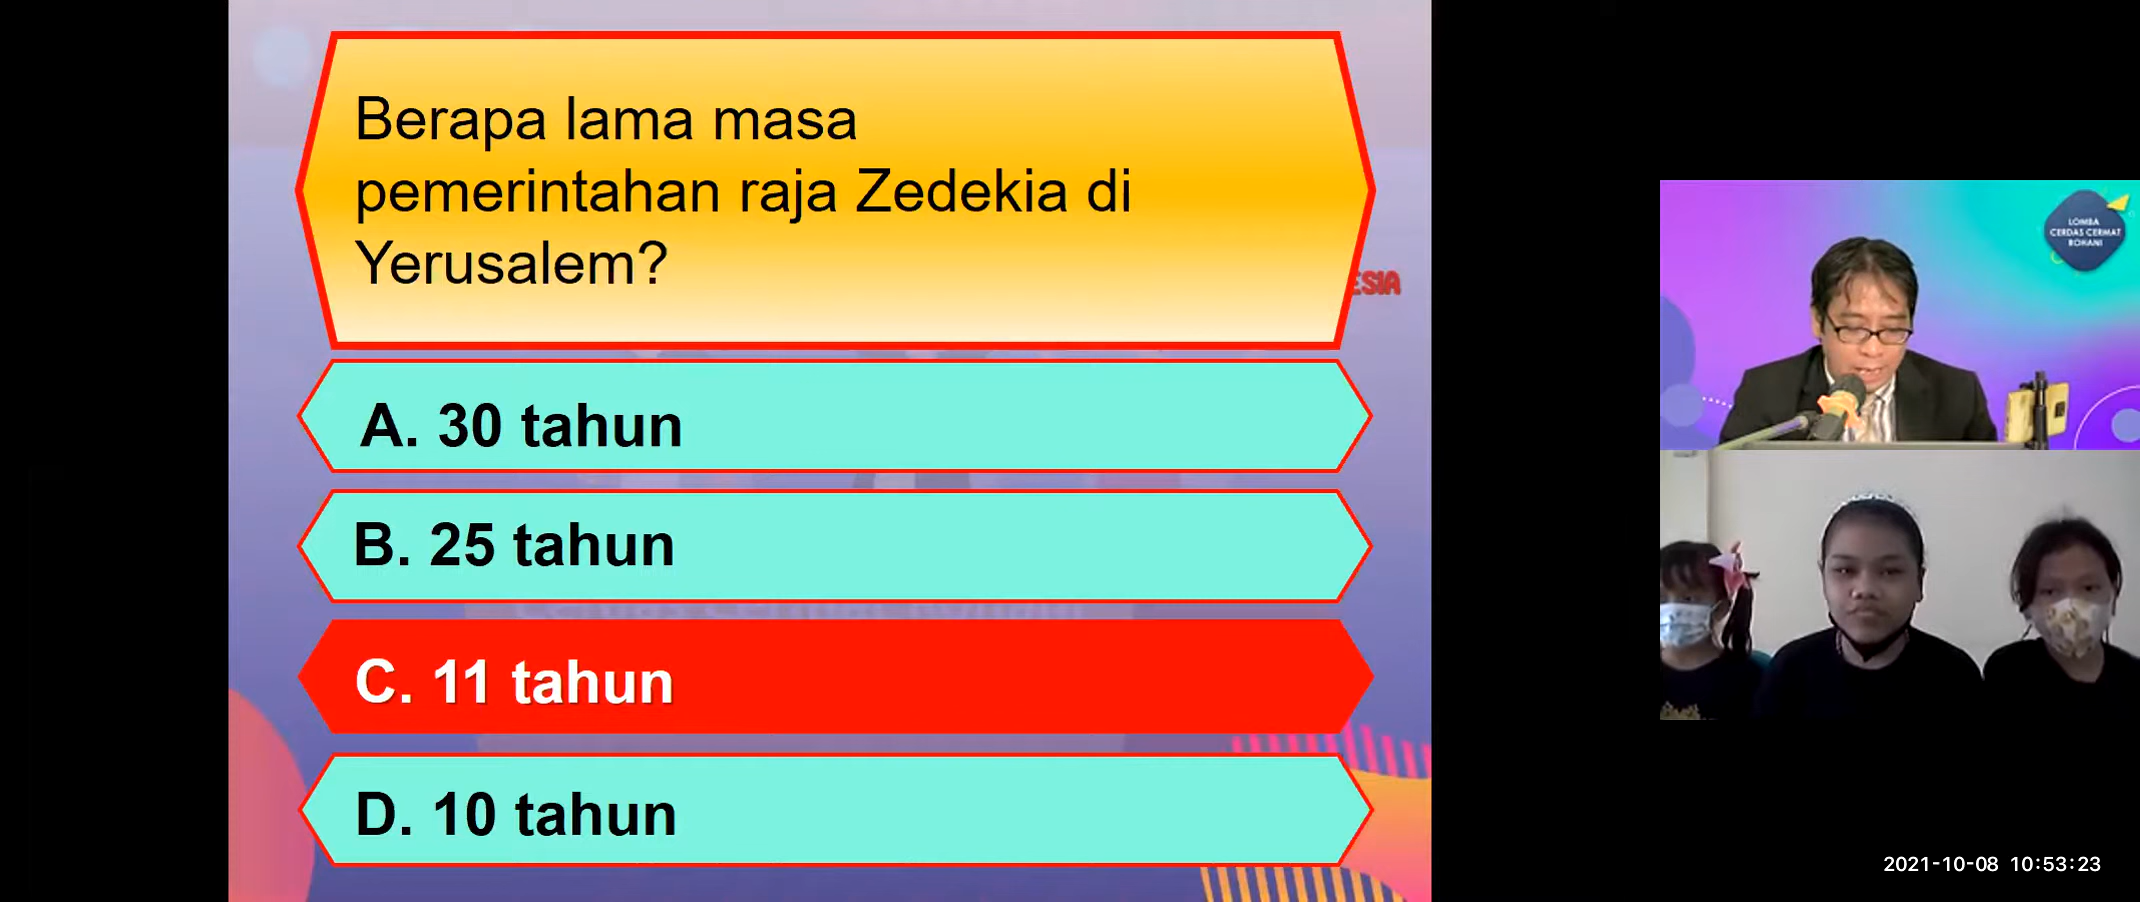 Berapa lama masa
pemerintahan raja Zedekia di
Yerusalem?
ESIA
A. 30 tahun
B. 25 tahun
C. 11 tahun
D. 10 tahun
LOMBA
CERDAS CERMAT
ROHANI
2021-10-08 10:53:23